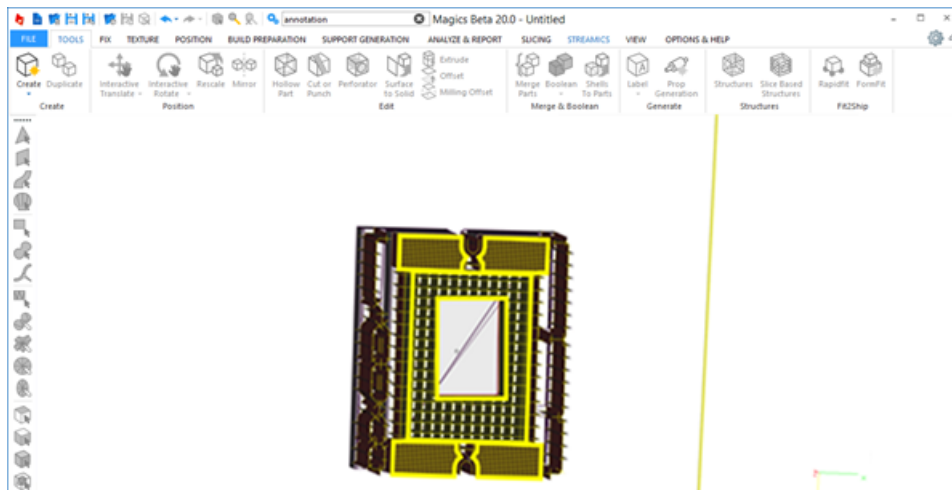 annotation
Magics Beta 20.0 - Untitled
FILE TOOLS FIX TEXTURE POSITION BUILD PREPARATION SUPPORT GENERATION ANALYZE & REPORT SLICING STREAMICS VIEW OPTIONS & HELP
Create Duplicate Interactive Translate Interactive Rotate Rescale Mirror Hollow Part Cut or Punch Perforator Surface to Solid Extrude Offset Milling Offset Merge Parts Boolean Shells To Parts Label Prop Generation Structures Slice Based Structures RapidFit FormFit
Create Position Edit Merge & Boolean Generate Structures Fit2Ship